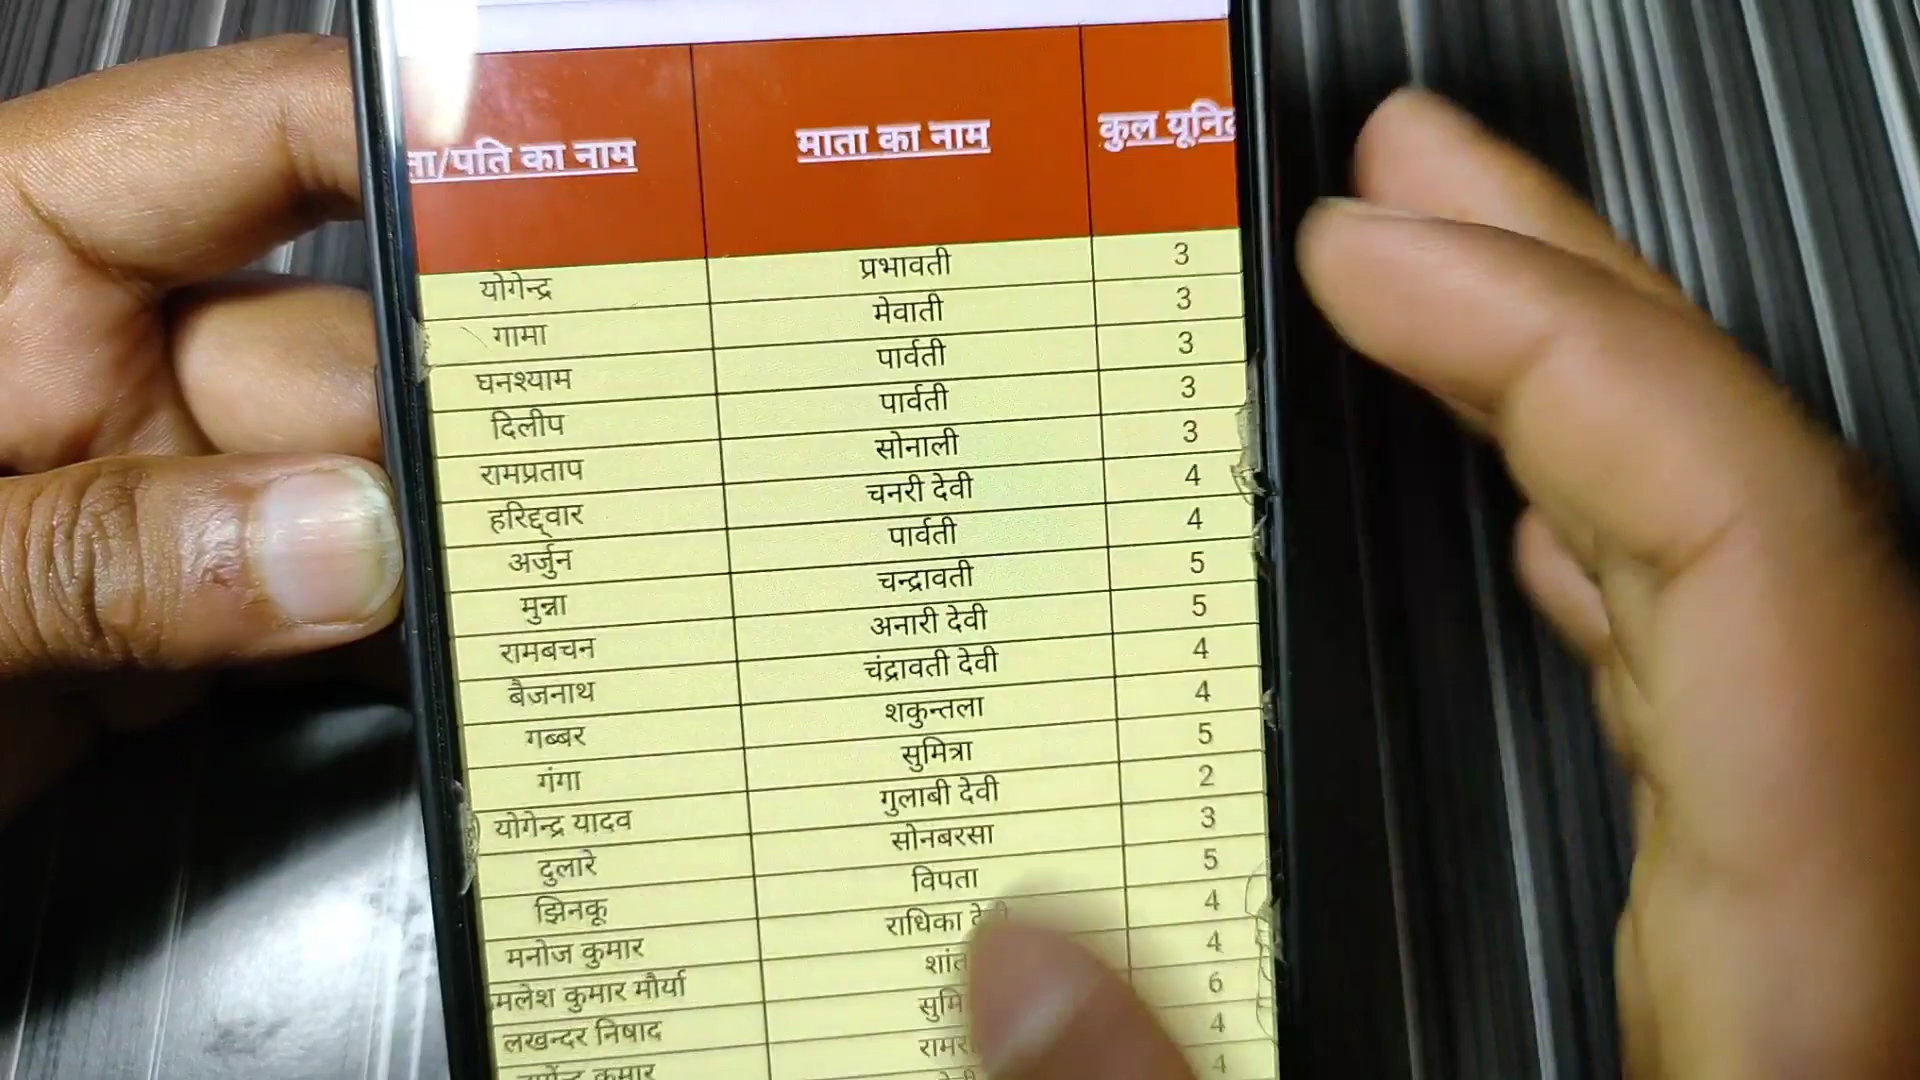 /पति का नाम माता का नाम कुल
योगेन्द्र प्रभावती 3
गामा मेवाती 3
घनश्याम पार्वती 3
दिलीप पार्वती 3
रामप्रताप सोनाली 3
हरिद्द्वार चनरी देवी 4
अर्जुन पार्वती 4
मुन्ना चन्द्रावती 5
रामबचन अनारी देवी 5
बैजनाथ चंद्रावती देवी 4
गब्बर शकुन्तला 4
गंगा सुमित्रा 5
योगेन्द्र यादव गुलाबी देवी 2
दुलारे सोनबरसा 3
झिनकू विपता 5
मनोज कुमार राधिका 4
मलेश कुमार मौर्या 4
लखन्दर निषाद 6
कुमार 4
4